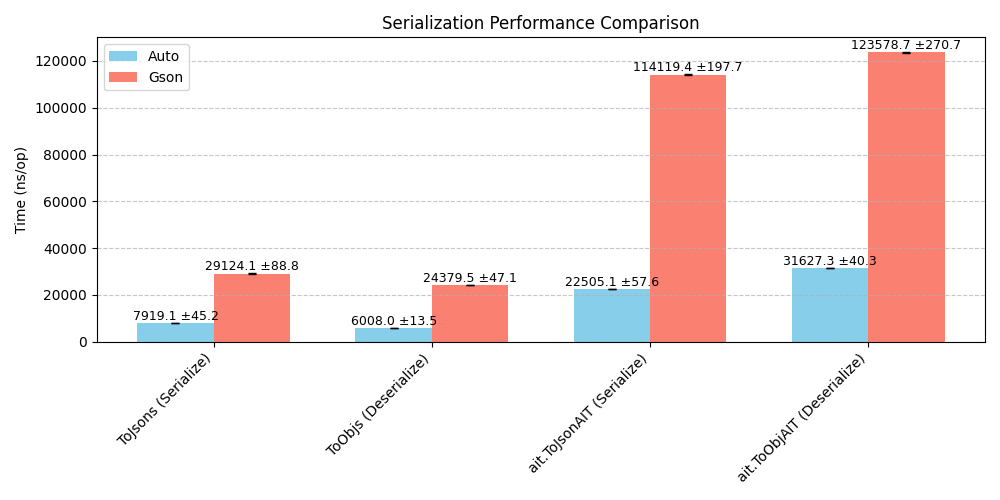 Serialization Performance Comparison
Auto
Gson
Time (ns/op)
120000
100000
80000
60000
40000
20000
0
7919.1 ±45.2
29124.1 ±88.8
6008.0 ±13.5
24379.5 ±47.1
22505.1 ±57.6
114119.4 ±197.7
31627.3 ±40.3
123578.7 ±270.7
ToJsons (Serialize)
ToObjs (Deserialize)
ait.ToJsonAIT (Serialize)
ait.ToObjAIT (Deserialize)